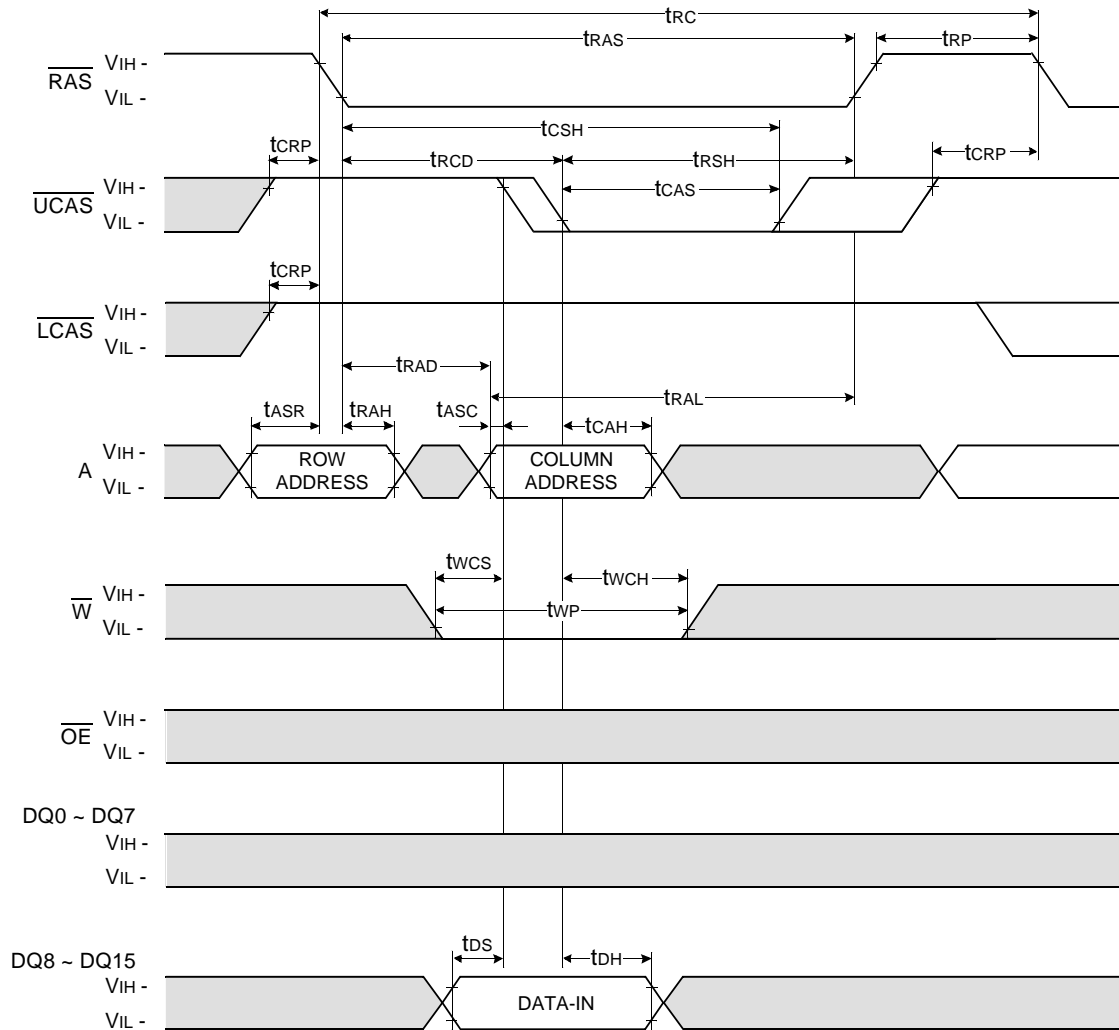 tRC
tRAS
tRP
RAS
VIH -
VIL -
tCSH
tCRP
tRCD
tRSH
tCRP
UCAS
VIH -
VIL -
tCAS
tCRP
LCAS
VIH -
VIL -
tRAD
tRAL
tASR
tRAH
tASC
tCAH
A
VIH -
VIL -
ROW
ADDRESS
COLUMN
ADDRESS
tWCS
tWCH
W
VIH -
VIL -
tWP
OE
VIH -
VIL -
DQ0 ~ DQ7
VIH -
VIL -
tDS
tDH
DQ8 ~ DQ15
VIH -
VIL -
DATA-IN